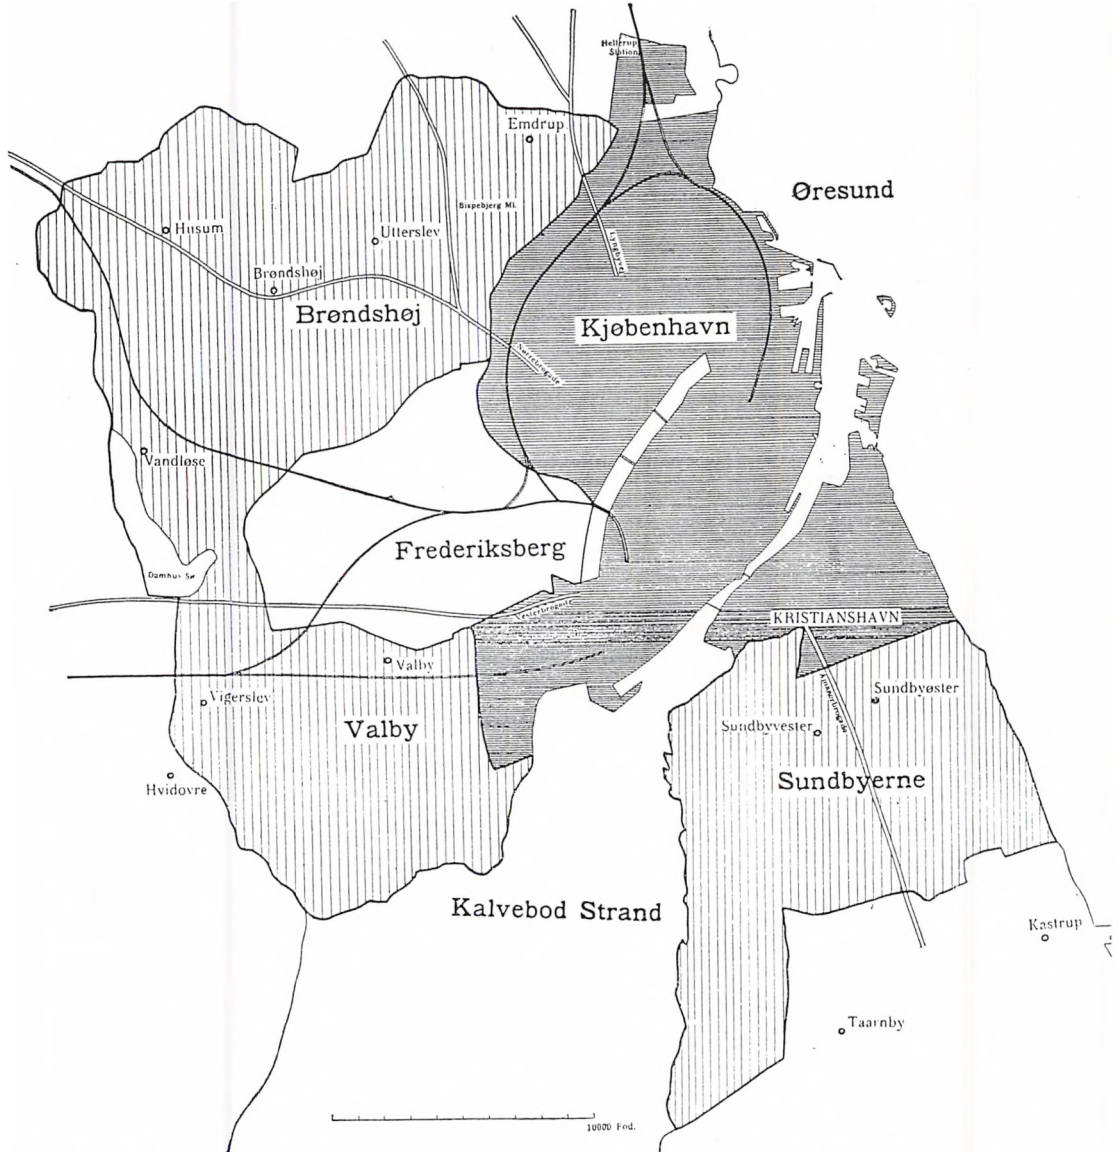 Hellerup
Station
Emdrup
Øresund
Bispebjerg Ml.
Husum
Utterslev
Lyngbyvej
Brøndshøj
Brøndshøj
Kjøbenhavn
Nørrebrogade
Vandløse
Frederiksberg
Damhus Sø
Vesterbrogade
KRISTIANSHAVN
Valby
Vigerslev
Amagerbrogade
Sundbyøster
Valby
Sundbyvester
Hvidovre
Sundbyerne
Kalvebod Strand
Kastrup
Taarnby
10000 Fod.